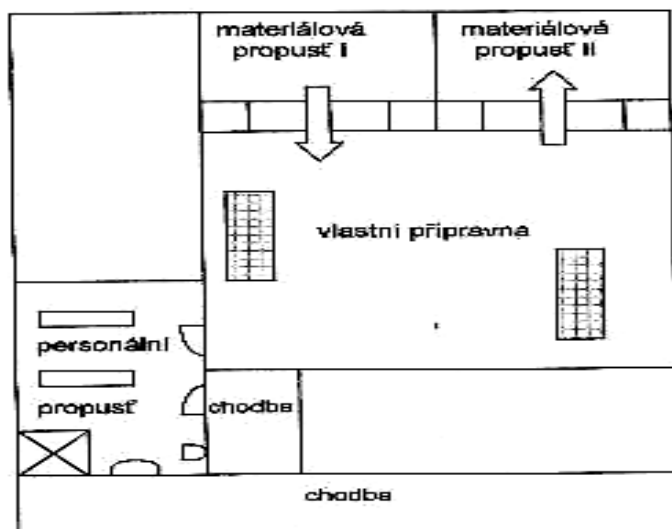 materiálová
propusť I
materiálová
propusť II
vlastní přípravna
personální
propusť
chodba
chodba